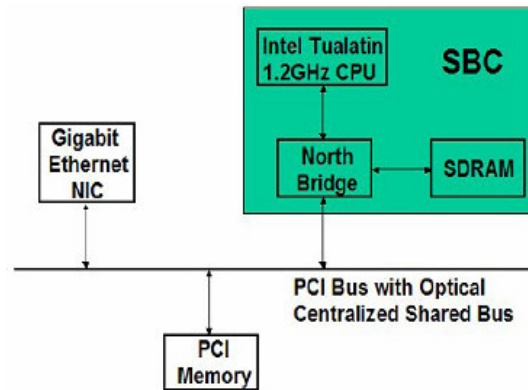 Intel Tualatin
1.2GHz CPU
SBC
Gigabit
Ethernet
NIC
North
Bridge
SDRAM
PCI Bus with Optical
Centralized Shared Bus
PCI
Memory